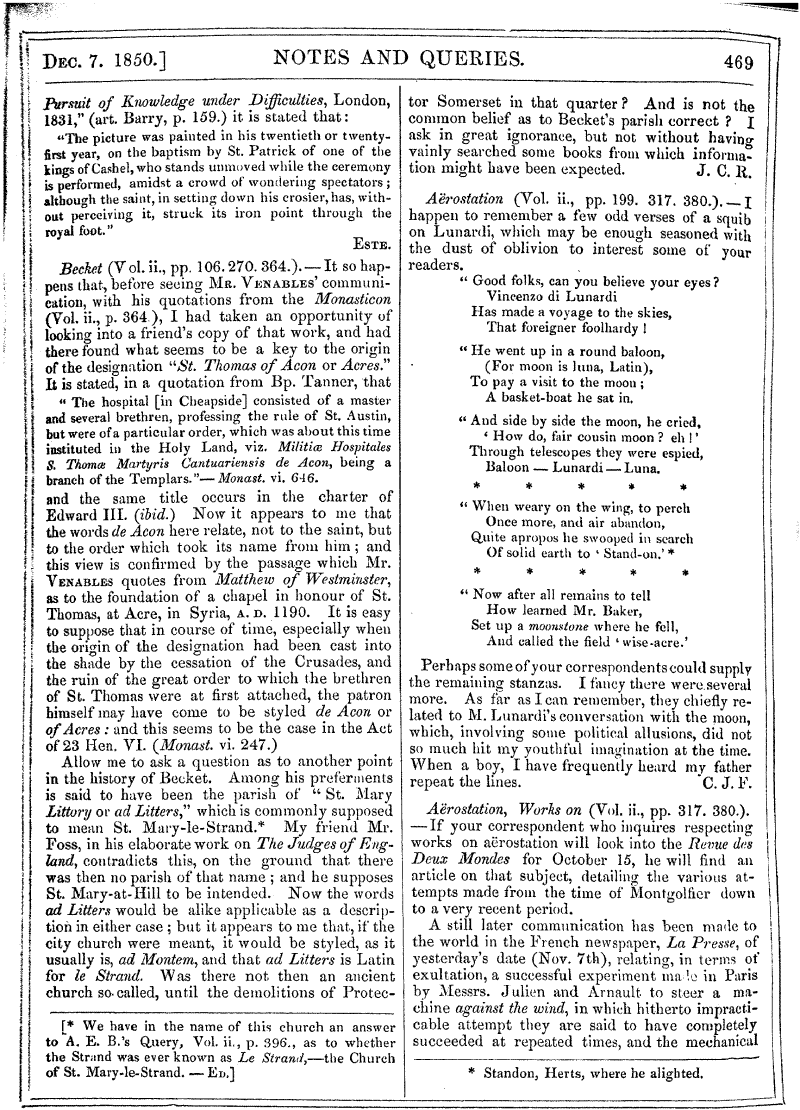 DEC. 7. 1850.] NOTES AND QUERIES. 469
Pursuit of Knowledge under Difficulties, London,
1831," (art. Barry, p. 159.) it is stated that:
"The picture was painted in his twentieth or twenty-
first year, on the baptism by St. Patrick of one of the
kings of Cashel, who stands unmoved while the ceremony
is performed, amidst a crowd of wondering spectators;
although the saint, in setting down his crosier, has, with-
out perceiving it, struck its iron point through the
royal foot."
ESTE.
Becket (Vol. ii., pp. 106. 270. 364.).—It so hap-
pens that, before seeing MR. VENABLES' communi-
cation, with his quotations from the Monasticon
(Vol. ii., p. 364.), I had taken an opportunity of
looking into a friend's copy of that work, and had
there found what seems to be a key to the origin
of the designation "St. Thomas of Acon or Acres."
It is stated, in a quotation from Bp. Tanner, that
"The hospital [in Cheapside] consisted of a master
and several brethren, professing the rule of St. Austin,
but were of a particular order, which was about this time
instituted in the Holy Land, viz. Militiæ Hospitales
S. Thomæ Martyris Cantuariensis de Acon, being a
branch of the Templars."—Monast. vi. 646.
and the same title occurs in the charter of
Edward III. (ibid.) Now it appears to me that
the words de Acon here relate, not to the saint, but
to the order which took its name from him; and
this view is confirmed by the passage which Mr.
VENABLES quotes from Matthew of Westminster,
as to the foundation of a chapel in honour of St.
Thomas, at Acre, in Syria, A. D. 1190. It is easy
to suppose that in course of time, especially when
the origin of the designation had been cast into
the shade by the cessation of the Crusades, and
the ruin of the great order to which the brethren
of St. Thomas were at first attached, the patron
himself may have come to be styled de Acon or
of Acres: and this seems to be the case in the Act
of 23 Hen. VI. (Monast. vi. 247.)
Allow me to ask a question as to another point
in the history of Becket. Among his preferments
is said to have been the parish of "St. Mary
Littory or ad Litters," which is commonly supposed
to mean St. Mary-le-Strand.* My friend Mr.
Foss, in his elaborate work on The Judges of Eng-
land, contradicts this, on the ground that there
was then no parish of that name; and he supposes
St. Mary-at-Hill to be intended. Now the words
ad Litters would be alike applicable as a descrip-
tion in either case; but it appears to me that, if the
city church were meant, it would be styled, as it
usually is, ad Montem, and that ad Litters is Latin
for le Strand. Was there not then an ancient
church so-called, until the demolitions of Protec-
[* We have in the name of this church an answer
to A. E. B.'s Query, Vol. ii., p. 396., as to whether
the Strand was ever known as Le Strand,—the Church
of St. Mary-le-Strand. — ED.]
tor Somerset in that quarter? And is not the
common belief as to Becket's parish correct? I
ask in great ignorance, but not without having
vainly searched some books from which informa-
tion might have been expected. J. C. R.
Aërostation (Vol. ii., pp. 199. 317. 380.).—I
happen to remember a few odd verses of a squib
on Lunardi, which may be enough seasoned with
the dust of oblivion to interest some of your
readers.
"Good folks, can you believe your eyes?
Vincenzo di Lunardi
Has made a voyage to the skies,
That foreigner foolhardy!
"He went up in a round baloon,
(For moon is luna, Latin),
To pay a visit to the moon;
A basket-boat he sat in.
"And side by side the moon, he cried,
'How do, fair cousin moon? eh!'
Through telescopes they were espied,
Baloon — Lunardi — Luna.
* * * * *
"When weary on the wing, to perch
Once more, and air abandon,
Quite apropos he swooped in search
Of solid earth to 'Stand-on.'*
* * * * *
"Now after all remains to tell
How learned Mr. Baker,
Set up a moonstone where he fell,
And called the field 'wise-acre.'
Perhaps some of your correspondents could supply
the remaining stanzas. I fancy there were several
more. As far as I can remember, they chiefly re-
lated to M. Lunardi's conversation with the moon,
which, involving some political allusions, did not
so much hit my youthful imagination at the time.
When a boy, I have frequently heard my father
repeat the lines. C. J. F.
Aërostation, Works on (Vol. ii., pp. 317. 380.).
—If your correspondent who inquires respecting
works on aërostation will look into the Revue des
Deux Mondes for October 15, he will find an
article on that subject, detailing the various at-
tempts made from the time of Montgolfier down
to a very recent period.
A still later communication has been made to
the world in the French newspaper, La Presse, of
yesterday's date (Nov. 7th), relating, in terms of
exultation, a successful experiment made in Paris
by Messrs. Julien and Arnault to steer a ma-
chine against the wind, in which hitherto impracti-
cable attempt they are said to have completely
succeeded at repeated times, and the mechanical
* Standon, Herts, where he alighted.